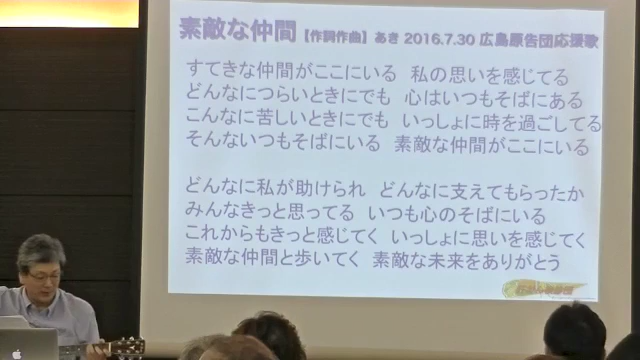 素敵な仲間【作詞作曲】あき 2016.7.30 広島原告団応援歌
すてきな仲間がここにいる 私の思いを感じてる
どんなにつらいときにでも 心はいつもそばにある
こんなに苦しいときにでも いっしょに時を過ごしてる
そんないつもそばにいる 素敵な仲間がここにいる
どんなに私が助けられ どんなに支えてもらったか
みんなきっと思ってる いつも心のそばにいる
これからもきっと感じてく いっしょに思いを感じてく
素敵な仲間と歩いてく 素敵な未来をありがとう